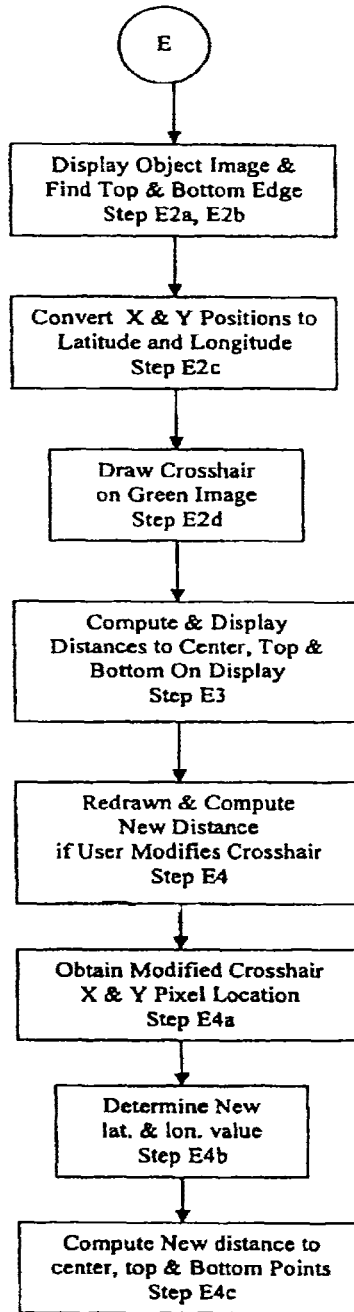 E
Display Object Image &
Find Top & Bottom Edge
Step E2a, E2b
Convert X & Y Positions to
Latitude and Longitude
Step E2c
Draw Crosshair
on Green Image
Step E2d
Compute & Display
Distances to Center, Top &
Bottom On Display
Step E3
Redrawn & Compute
New Distance
if User Modifies Crosshair
Step E4
Obtain Modified Crosshair
X & Y Pixel Location
Step E4a
Determine New
lat. & lon. value
Step E4b
Compute New distance to
center, top & Bottom Points
Step E4c